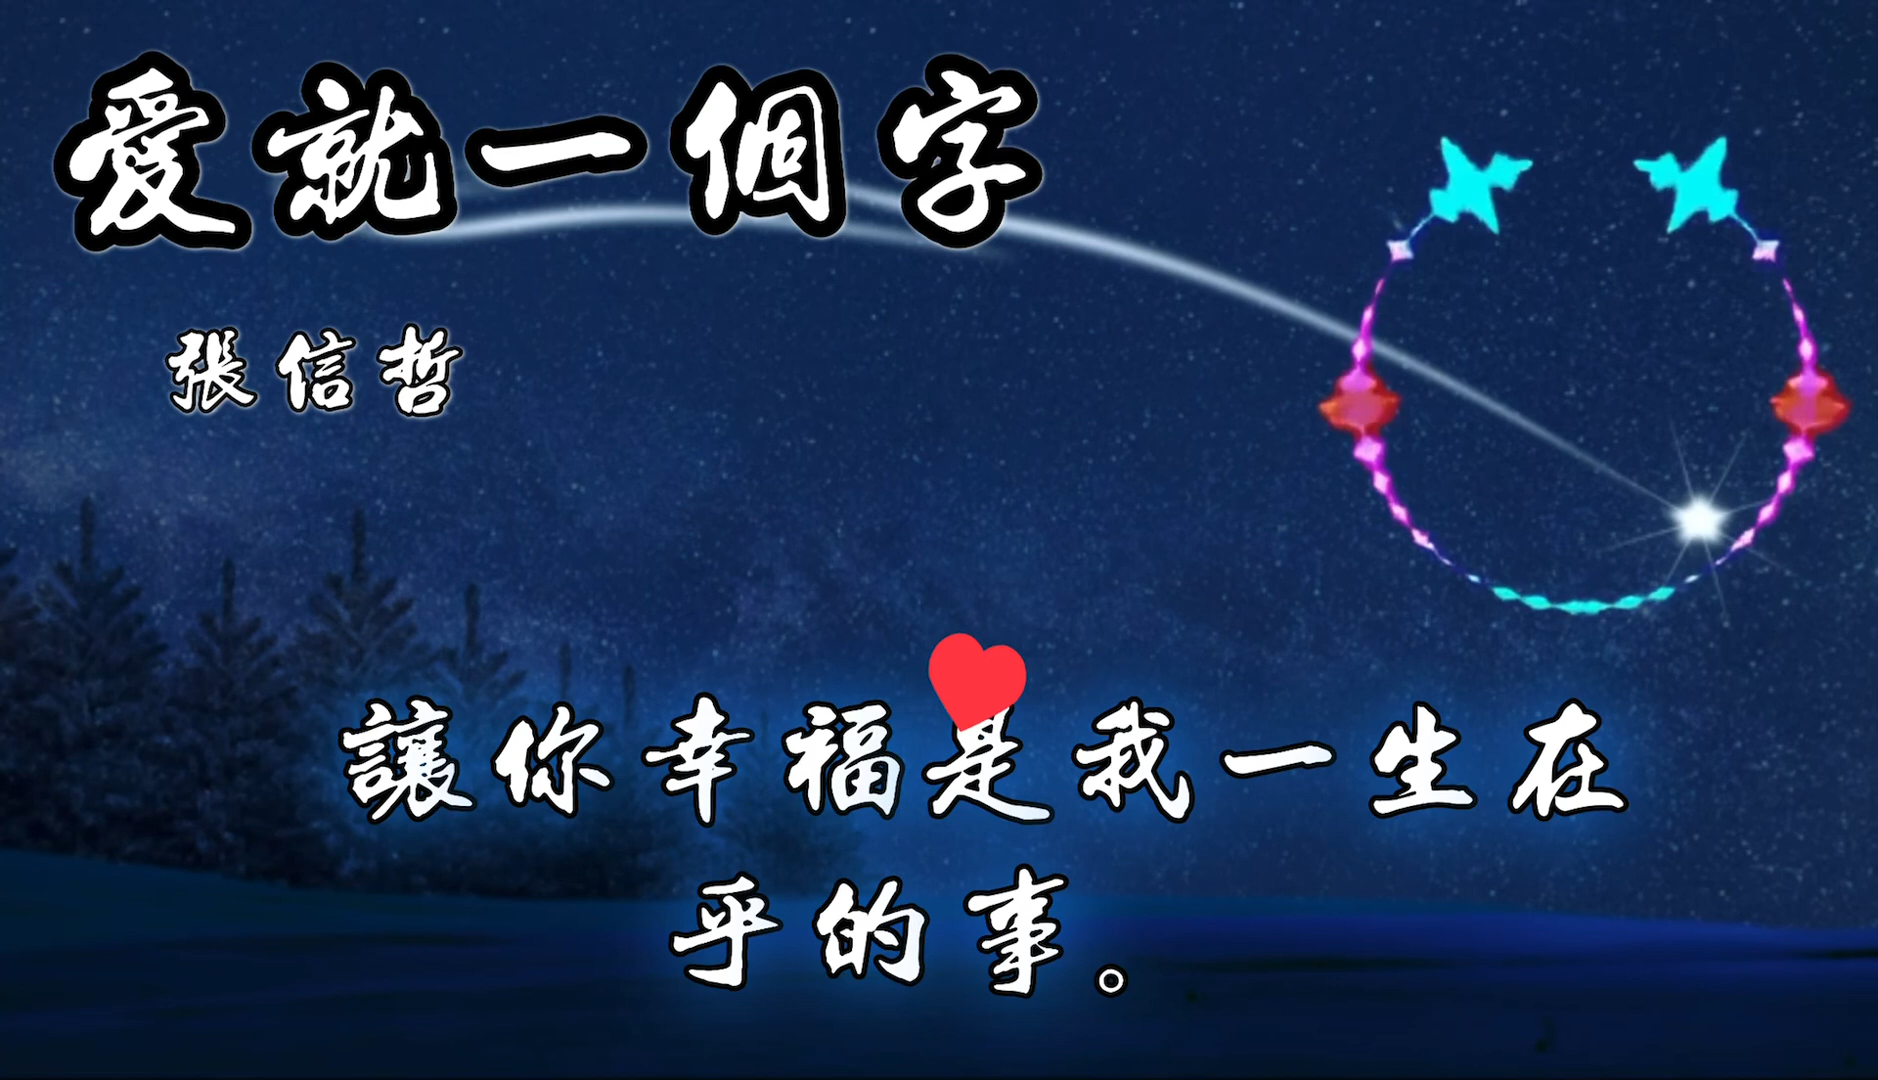 愛就一個字
張信哲
讓你幸福是我一生在
乎的事。